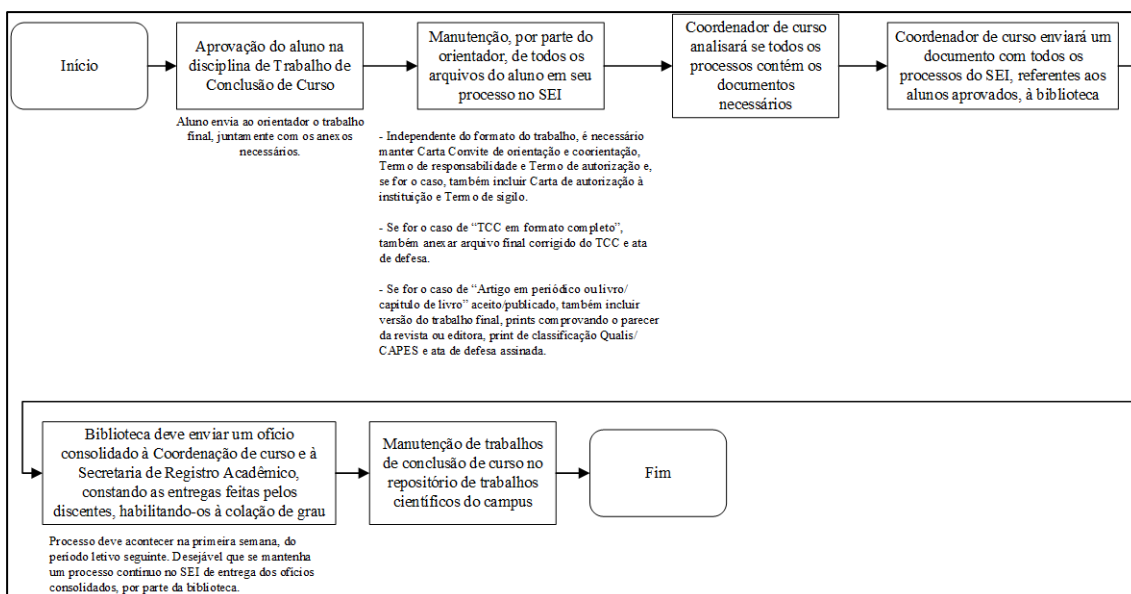 Início
Aprovação do aluno na
disciplina de Trabalho de
Conclusão de Curso
Aluno envia ao orientador o trabalho
final, juntamente com os anexos
necessários.
Manutenção, por parte do
orientador, de todos os
arquivos do aluno em seu
processo no SEI
- Independente do formato do trabalho, é necessário
manter Carta Convite de orientação e coorientação,
Termo de responsabilidade e Termo de autorização e,
se for o caso, também incluir Carta de autorização à
instituição e Termo de sigilo.
- Se for o caso de “TCC em formato completo”,
também anexar arquivo final corrigido do TCC e ata
de defesa.
- Se for o caso de “Artigo em periódico ou livro/
capitulo de livro” aceito/publicado, também incluir
versão do trabalho final, prints comprovando o parecer
da revista ou editora, print de classificação Qualis/
CAPES e ata de defesa assinada.
Coordenador de curso
analisará se todos os
processos contém os
documentos
necessários
Coordenador de curso enviará um
documento com todos os
processos do SEI, referentes aos
alunos aprovados, à biblioteca
Biblioteca deve enviar um ofício
consolidado à Coordenação de curso e à
Secretaria de Registro Acadêmico,
constando as entregas feitas pelos
discentes, habilitando-os à colação de grau
Processo deve acontecer na primeira semana, do
periodo letivo seguinte. Desejável que se mantenha
um processo contínuo no SEI de entrega dos ofícios
consolidados, por parte da biblioteca.
Manutenção de trabalhos
de conclusão de curso no
repositório de trabalhos
científicos do campus
Fim